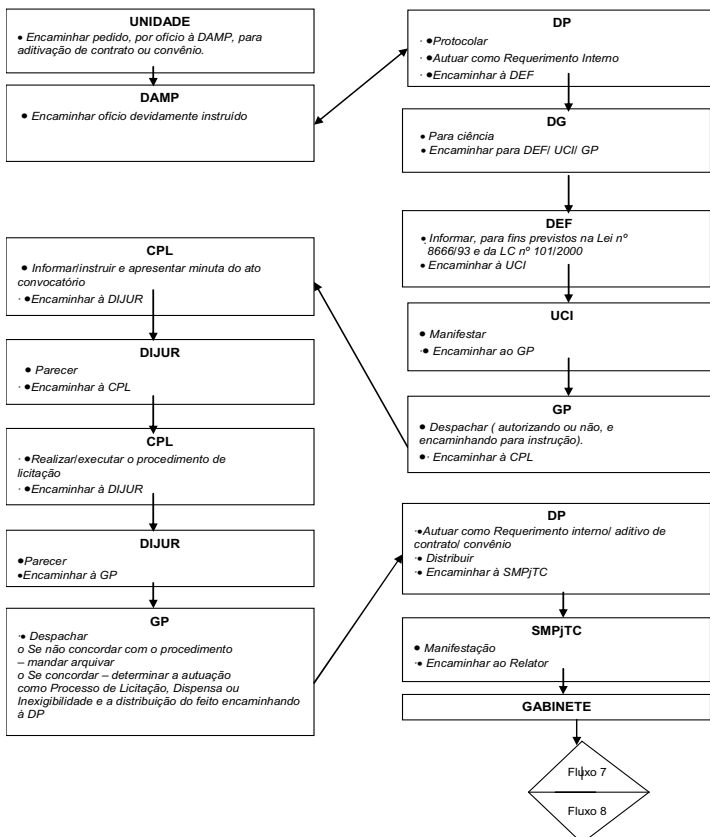 UNIDADE
• Encaminhar pedido, por ofício à DAMP, para
aditivação de contrato ou convênio.
DAMP
• Encaminhar ofício devidamente instruído
DP
· •Protocolar
· •Autuar como Requerimento Interno
· •Encaminhar à DEF
DG
• Para ciência
• Encaminhar para DEF/ UCI/ GP
DEF
• Informar, para fins previstos na Lei nº
8666/93 e da LC nº 101/2000
• Encaminhar à UCI
UCI
• Manifestar
·• Encaminhar ao GP
GP
• Despachar ( autorizando ou não, e
encaminhando para instrução).
•· Encaminhar à CPL
CPL
• Informar/instruir e apresentar minuta do ato
convocatório
· •Encaminhar à DIJUR
DIJUR
• Parecer
· •Encaminhar à CPL
CPL
· •Realizar/executar o procedimento de
licitação
· •Encaminhar à DIJUR
DIJUR
•Parecer
•Encaminhar à GP
GP
·• Despachar
o Se não concordar com o procedimento
– mandar arquivar
o Se concordar – determinar a autuação
como Processo de Licitação, Dispensa ou
Inexigibilidade e a distribuição do feito encaminhando
à DP
DP
·•Autuar como Requerimento interno/ aditivo de
contrato/ convênio
·• Distribuir
·• Encaminhar à SMPjTC
SMPjTC
• Manifestação
·• Encaminhar ao Relator
GABINETE
Fluxo 7
Fluxo 8